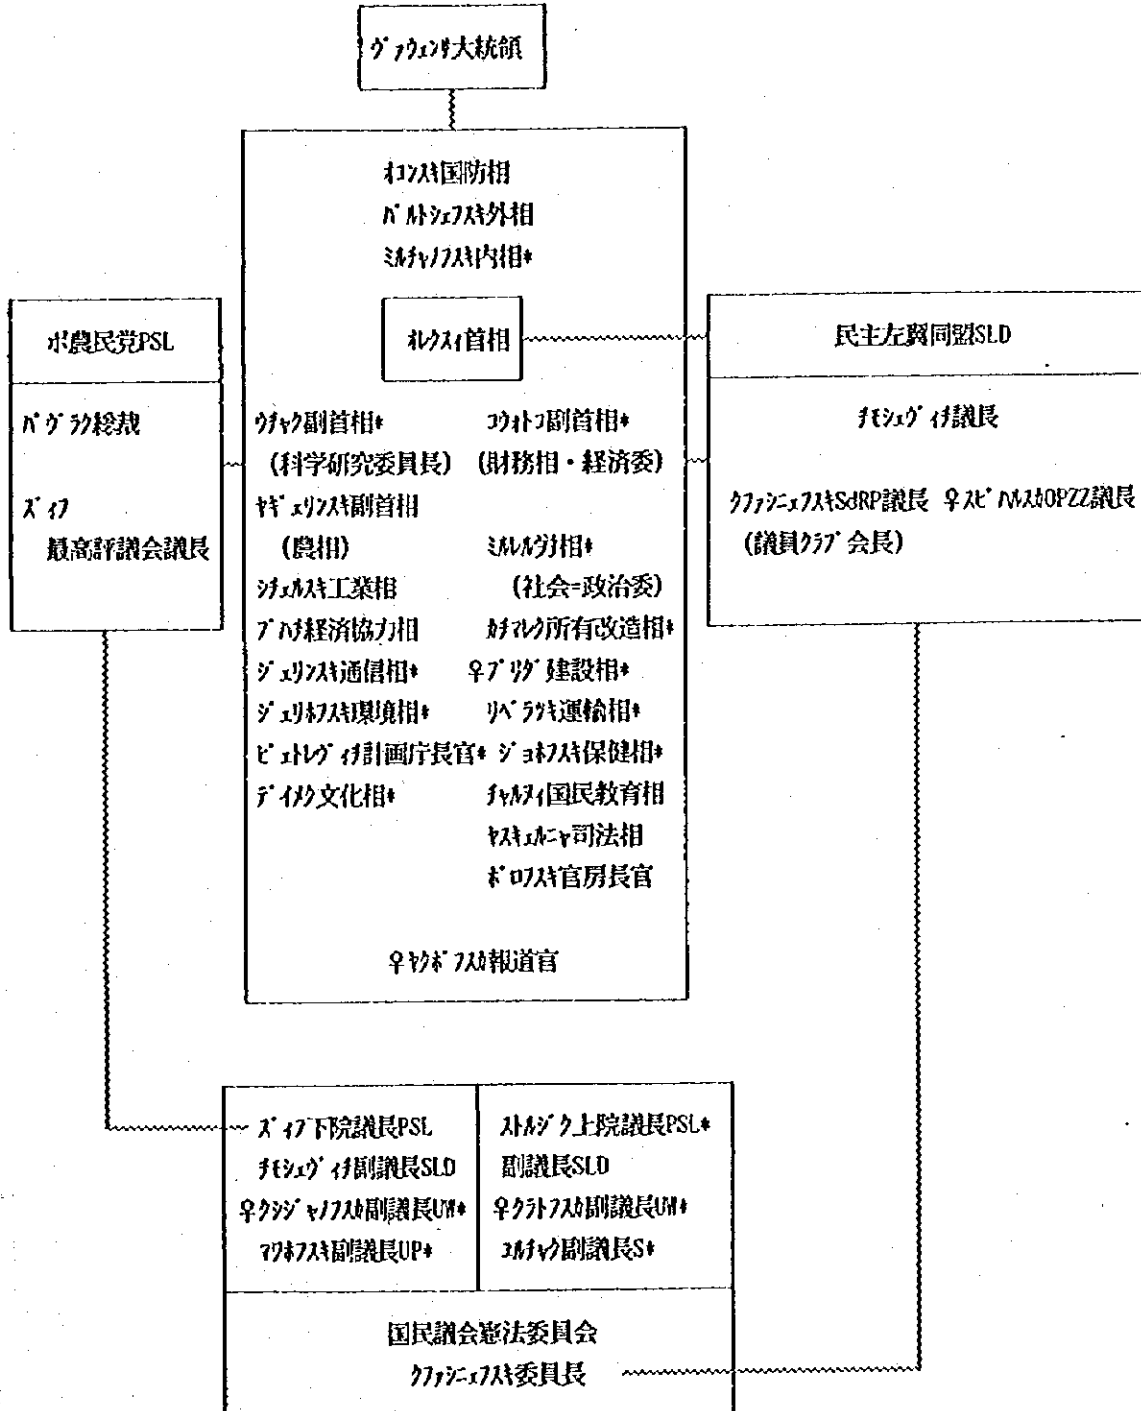 ヴァウェンサ大統領
オコンスキ国防相
バルトシェフスキ外相
ミルチャノフスキ内相*
オレクスィ首相
ポ農民党PSL
パヴラク総裁
ズィフ
最高評議会議長
民主左翼同盟SLD
チモシェヴィチ議長
クファシニェフスキSdRP議長 ♀スピハルスカOPZZ議長
(議員クラブ会長)
ウチャク副首相* コウォトコ副首相*
(科学研究委員長) (財務相・経済委)
ヤギェリンスキ副首相
(農相) ミルレル労相*
シチェルスキ工業相 (社会=政治委)
ブハチ経済協力相 カチマレク所有改造相*
ジェリンスキ通信相* ♀ブリダ建設相*
ジェリホフスキ環境相* リベラツキ運輸相*
ピェトレヴィチ計画庁長官* ジョホフスキ保健相*
デイメク文化相* チャルヌィ国民教育相
ヤスキェルニャ司法相
ボロフスキ官房長官
♀ヤクボフスカ報道官
ズィフ下院議長PSL ストルジク上院議長PSL*
チモシェヴィチ副議長SLD 副議長SLD
♀クシジャノフスカ副議長UW* ♀クラトフスカ副議長UW*
マワホフスキ副議長UP* コルチャク副議長S*
国民議会憲法委員会
クファシニェフスキ委員長